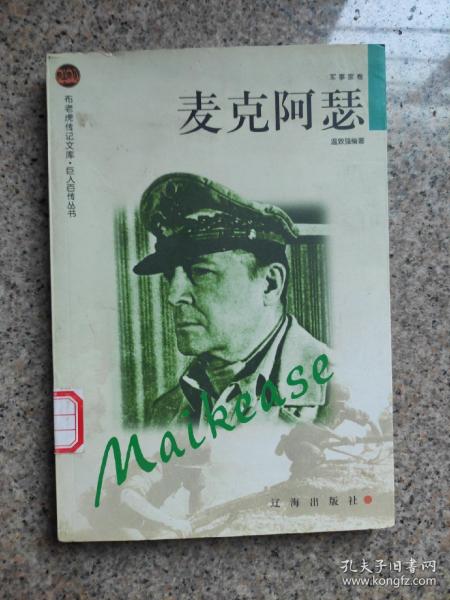 军事家卷
麦克阿瑟
温致强编著
布老虎传记文库·巨人百传丛书
Maikease
辽海出版社
孔夫子旧书网
www.kongfz.com